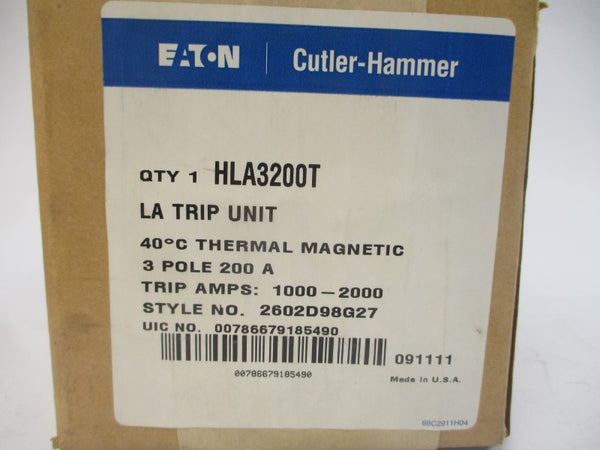 EATON | Cutler-Hammer
QTY 1 HLA3200T
LA TRIP UNIT
40°C THERMAL MAGNETIC
3 POLE 200 A
TRIP AMPS: 1000–2000
STYLE NO. 2602D98G27
UIC NO. 00786679185490
091111
00786679185490
Made in U.S.A.
68C2911H04